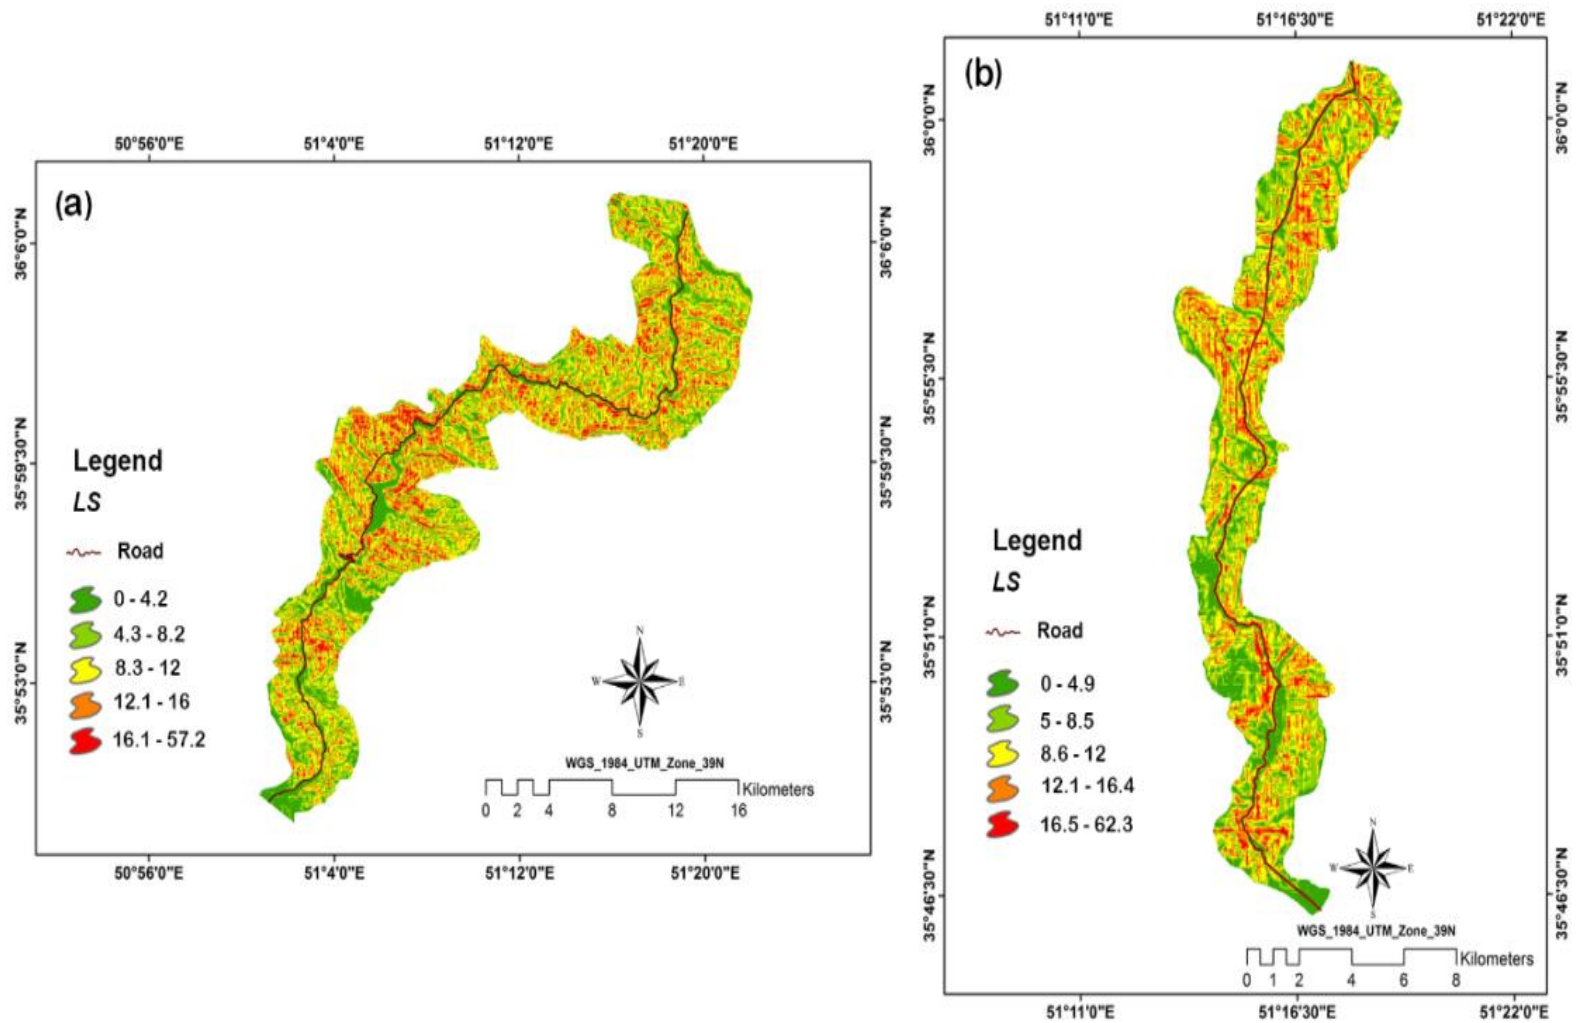 (a)
50°56'0"E 51°4'0"E 51°12'0"E 51°20'0"E
36°6'0"N
35°59'30"N
35°53'0"N
36°6'0"N
35°59'30"N
35°53'0"N
Legend
LS
Road
0 - 4.2
4.3 - 8.2
8.3 - 12
12.1 - 16
16.1 - 57.2
N
W E
S
WGS_1984_UTM_Zone_39N
Kilometers
0 2 4 8 12 16
50°56'0"E 51°4'0"E 51°12'0"E 51°20'0"E
(b)
51°11'0"E 51°16'30"E 51°22'0"E
36°0'0"N
35°55'30"N
35°51'0"N
35°46'30"N
36°0'0"N
35°55'30"N
35°51'0"N
35°46'30"N
Legend
LS
Road
0 - 4.9
5 - 8.5
8.6 - 12
12.1 - 16.4
16.5 - 62.3
N
W E
S
WGS_1984_UTM_Zone_39N
Kilometers
0 1 2 4 6 8
51°11'0"E 51°16'30"E 51°22'0"E